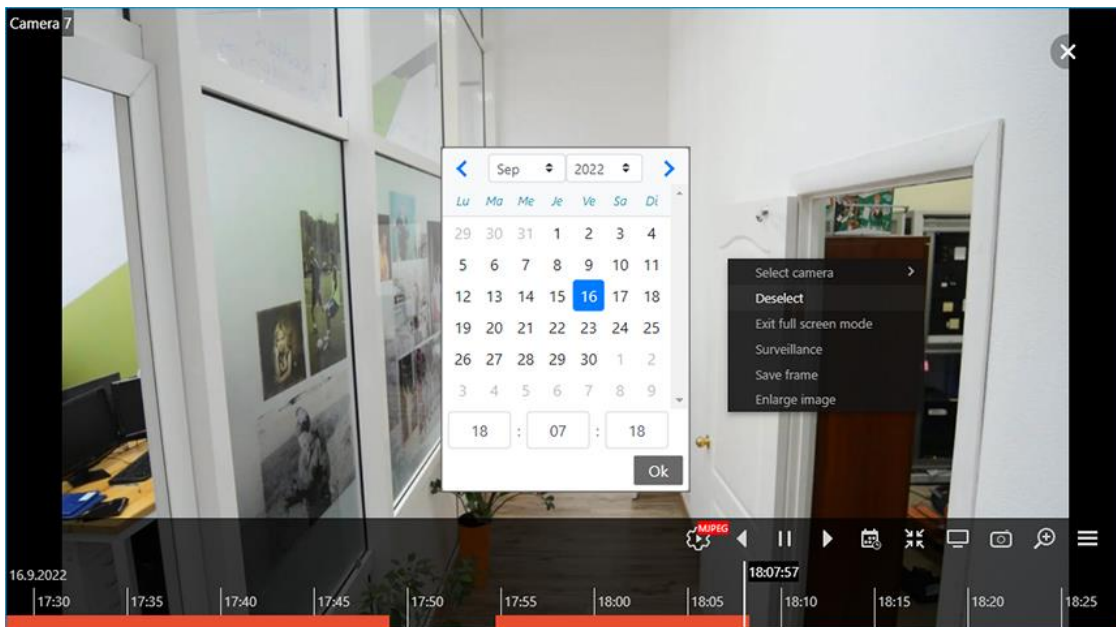 Camera 7
Sep 2022
Lu Ma Me Je Ve Sa Di
29 30 31 1 2 3 4
5 6 7 8 9 10 11
12 13 14 15 16 17 18
19 20 21 22 23 24 25
26 27 28 29 30 1 2
3 4 5 6 7 8 9
18 : 07 : 18
Ok
Select camera
Deselect
Exit full screen mode
Surveillance
Save frame
Enlarge image
MJPEG
16.9.2022
18:07:57
17:30 17:35 17:40 17:45 17:50 17:55 18:00 18:05 18:10 18:15 18:20 18:25